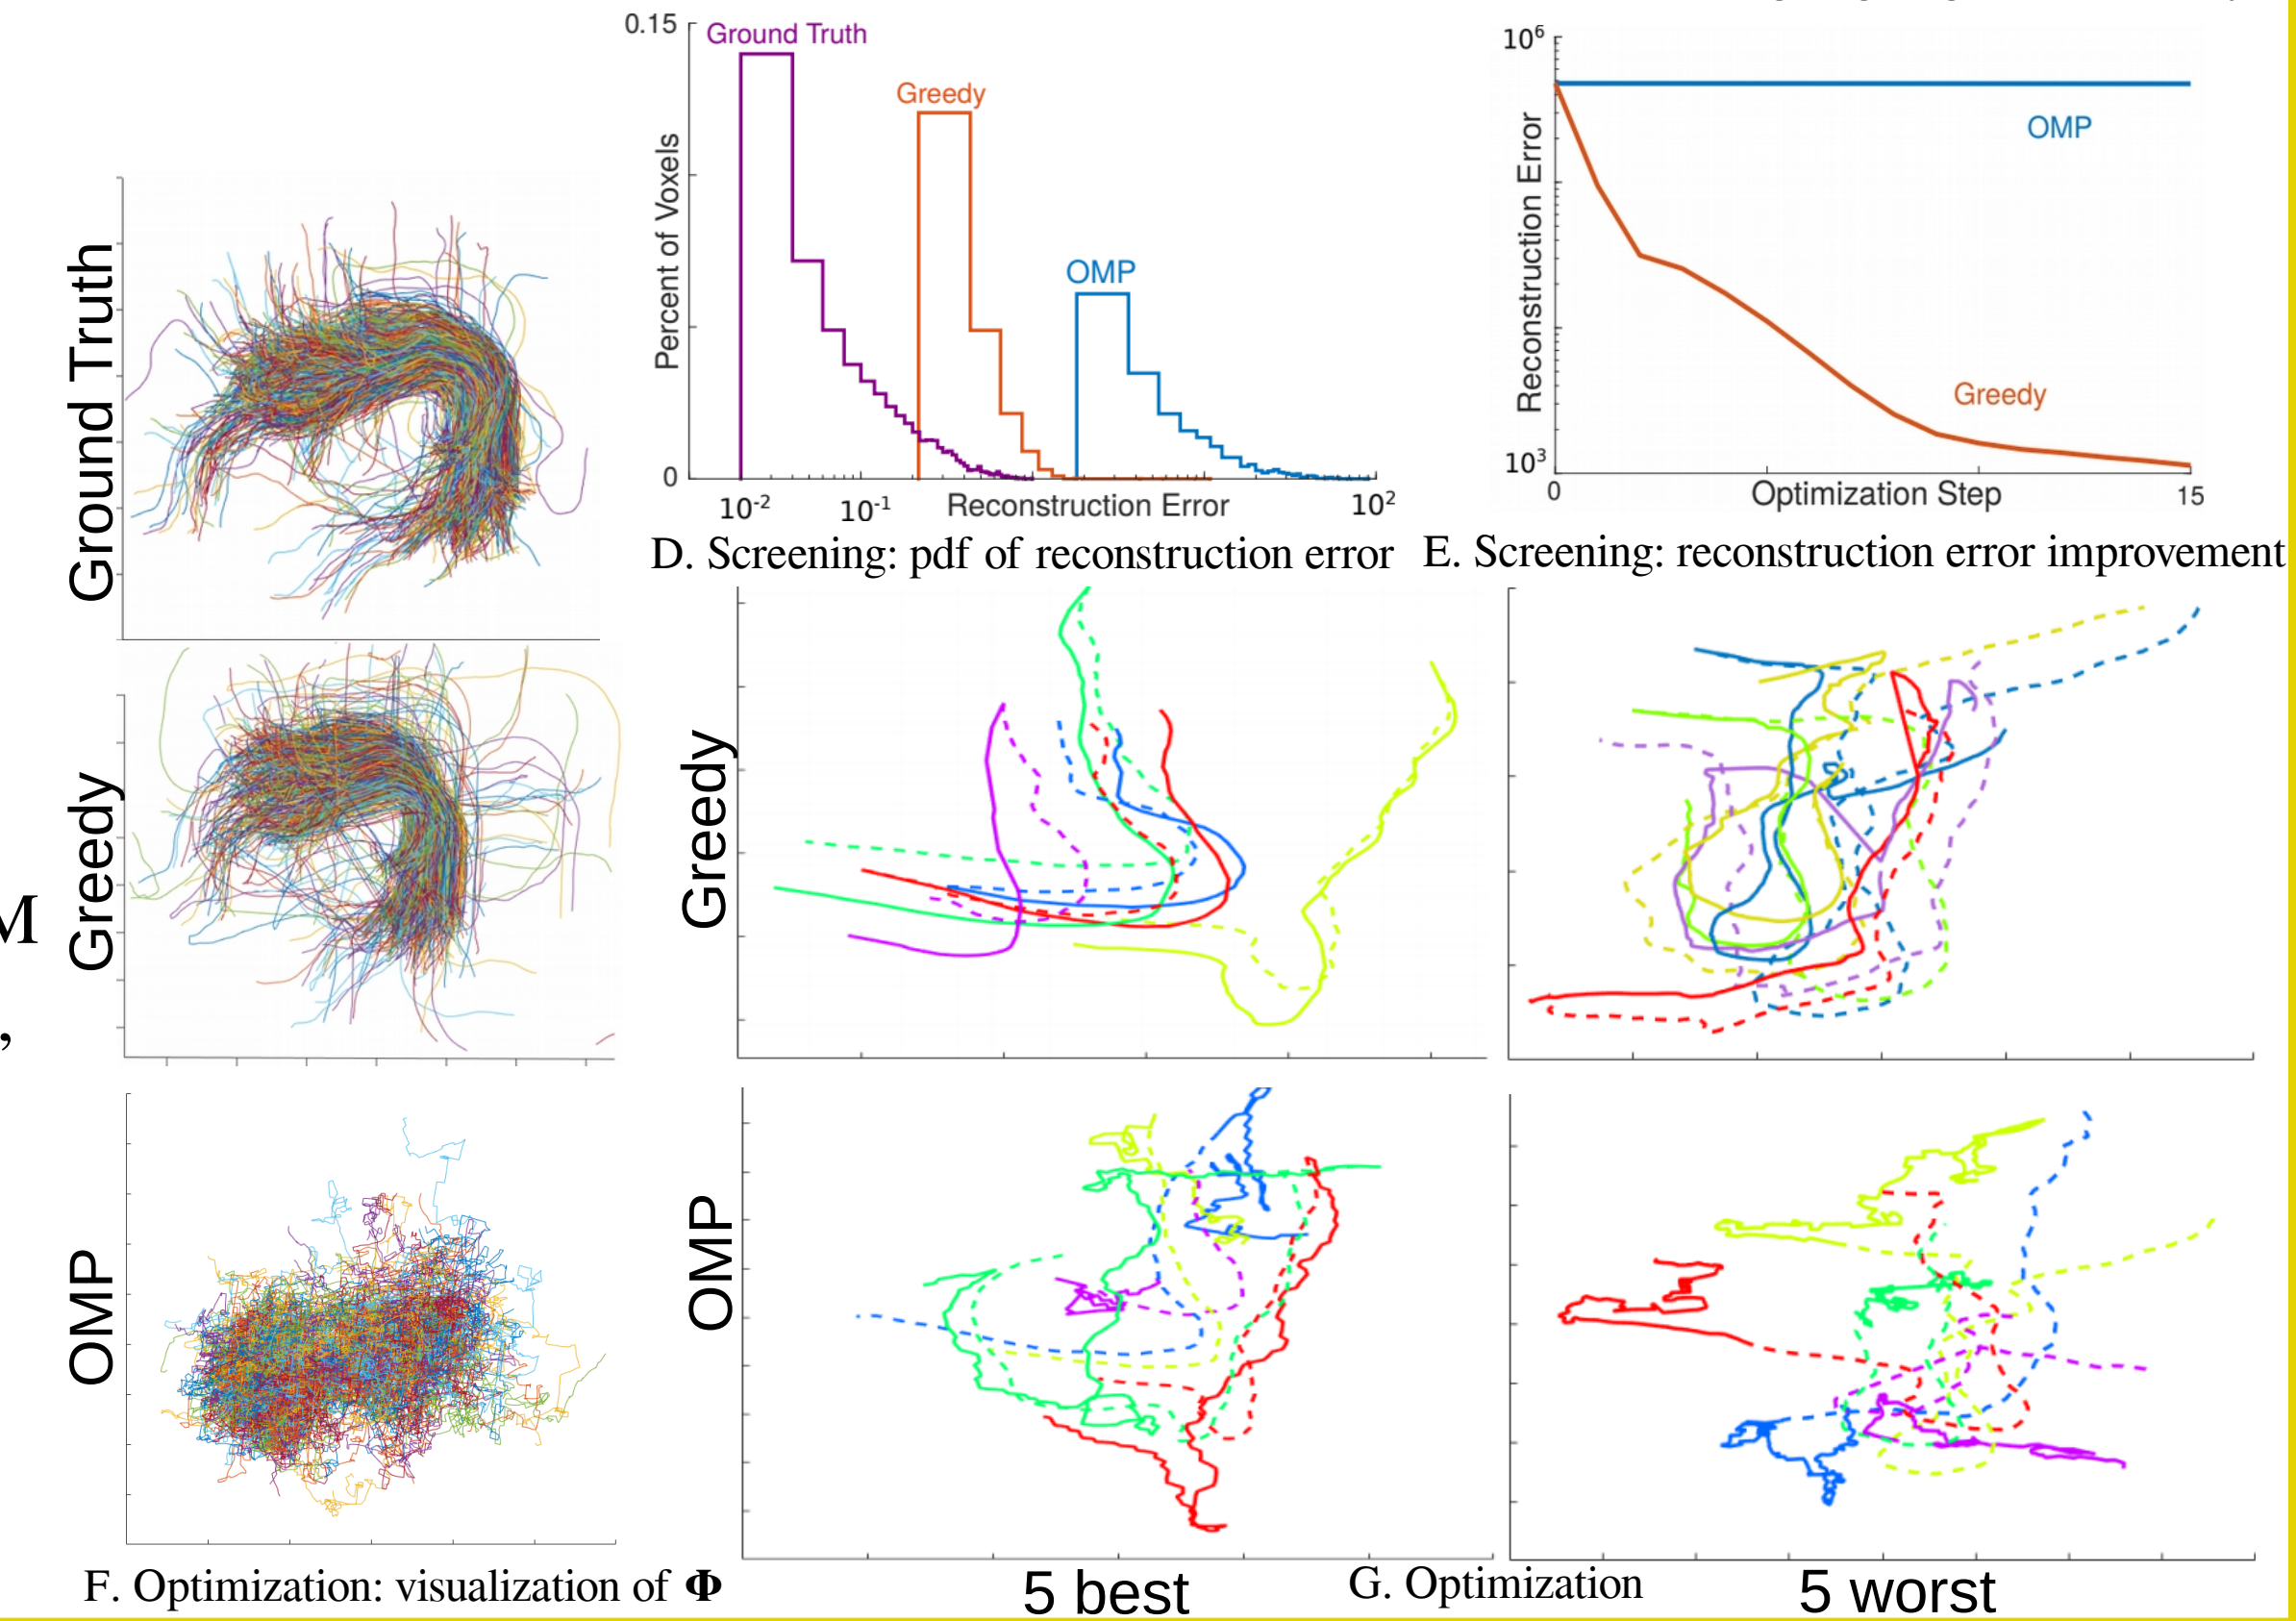 0.15
Ground Truth
Greedy
OMP
Percent of Voxels
0
10-2
10-1
Reconstruction Error
10²
D. Screening: pdf of reconstruction error
10⁶
Reconstruction Error
OMP
Greedy
10³
0
Optimization Step
15
E. Screening: reconstruction error improvement
Ground Truth
M
,
Greedy
Greedy
OMP
OMP
F. Optimization: visualization of Φ
5 best
G. Optimization
5 worst